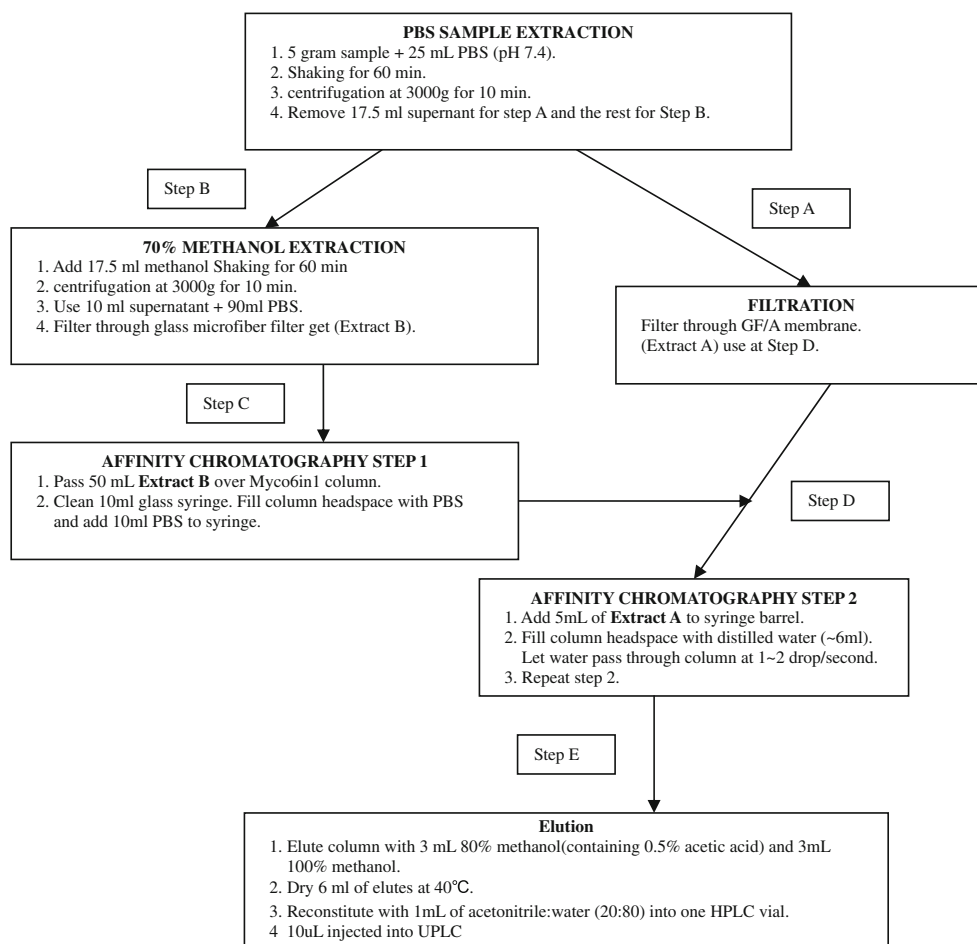 PBS SAMPLE EXTRACTION
1. 5 gram sample + 25 mL PBS (pH 7.4).
2. Shaking for 60 min.
3. centrifugation at 3000g for 10 min.
4. Remove 17.5 ml supernant for step A and the rest for Step B.
Step B
Step A
70% METHANOL EXTRACTION
1. Add 17.5 ml methanol Shaking for 60 min
2. centrifugation at 3000g for 10 min.
3. Use 10 ml supernatant + 90ml PBS.
4. Filter through glass microfiber filter get (Extract B).
FILTRATION
Filter through GF/A membrane.
(Extract A) use at Step D.
Step C
AFFINITY CHROMATOGRAPHY STEP 1
1. Pass 50 mL Extract B over Myco6in1 column.
2. Clean 10ml glass syringe. Fill column headspace with PBS
and add 10ml PBS to syringe.
Step D
AFFINITY CHROMATOGRAPHY STEP 2
1. Add 5mL of Extract A to syringe barrel.
2. Fill column headspace with distilled water (~6ml).
Let water pass through column at 1~2 drop/second.
3. Repeat step 2.
Step E
Elution
1. Elute column with 3 mL 80% methanol(containing 0.5% acetic acid) and 3mL
100% methanol.
2. Dry 6 ml of elutes at 40℃.
3. Reconstitute with 1mL of acetonitrile:water (20:80) into one HPLC vial.
4 10uL injected into UPLC